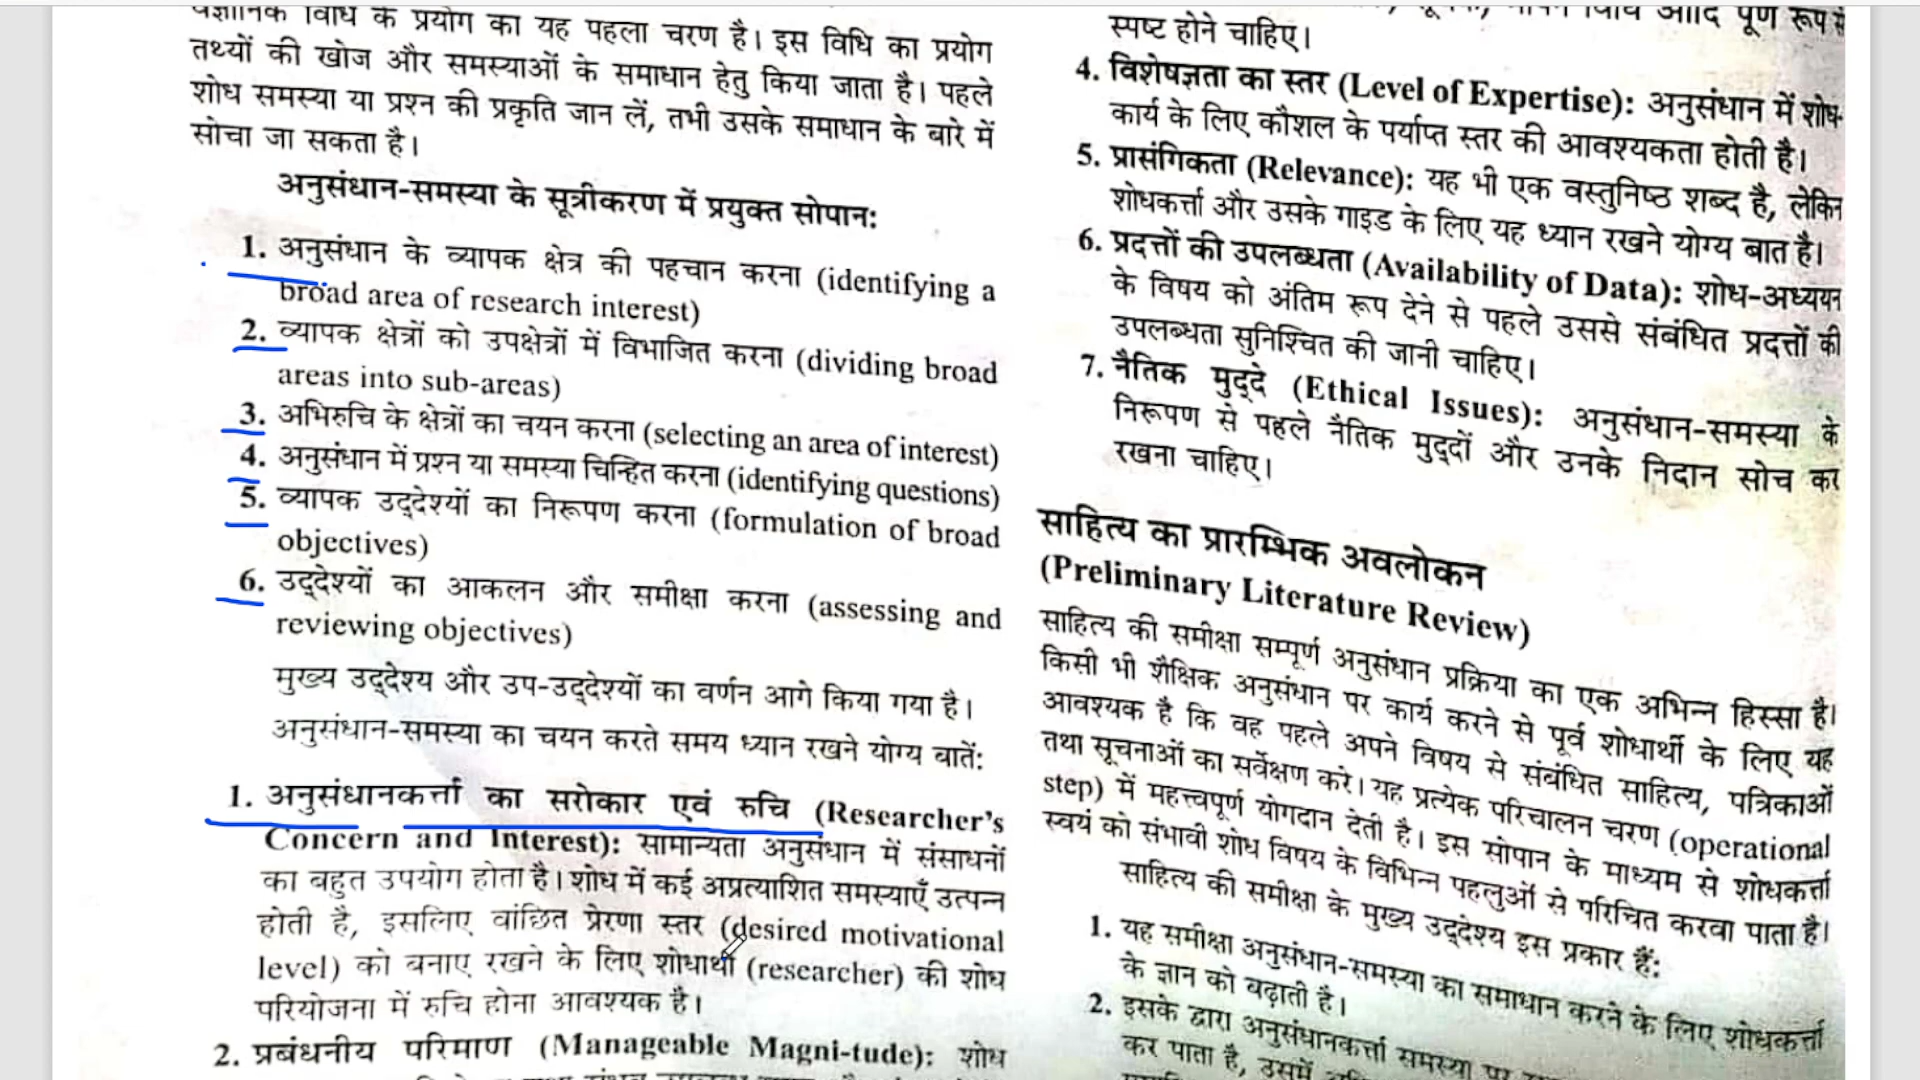 वैज्ञानिक विधि के प्रयोग का यह पहला चरण है। इस विधि का प्रयोग
तथ्यों की खोज और समस्याओं के समाधान हेतु किया जाता है। पहले
शोध समस्या या प्रश्न की प्रकृति जान लें, तभी उसके समाधान के बारे में
सोचा जा सकता है।
अनुसंधान-समस्या के सूत्रीकरण में प्रयुक्त सोपान:
1. अनुसंधान के व्यापक क्षेत्र की पहचान करना (identifying a
broad area of research interest)
2. व्यापक क्षेत्रों को उपक्षेत्रों में विभाजित करना (dividing broad
areas into sub-areas)
3. अभिरुचि के क्षेत्रों का चयन करना (selecting an area of interest)
4. अनुसंधान में प्रश्न या समस्या चिन्हित करना (identifying questions)
5. व्यापक उद्देश्यों का निरूपण करना (formulation of broad
objectives)
6. उद्देश्यों का आकलन और समीक्षा करना (assessing and
reviewing objectives)
मुख्य उद्देश्य और उप-उद्देश्यों का वर्णन आगे किया गया है।
अनुसंधान-समस्या का चयन करते समय ध्यान रखने योग्य बातें:
1. अनुसंधानकर्त्ता का सरोकार एवं रुचि (Researcher's
Concern and Interest): सामान्यता अनुसंधान में संसाधनों
का बहुत उपयोग होता है। शोध में कई अप्रत्याशित समस्याएँ उत्पन्न
होती है, इसलिए वांछित प्रेरणा स्तर (desired motivational
level) को बनाए रखने के लिए शोधार्थी (researcher) की शोध
परियोजना में रुचि होना आवश्यक है।
2. प्रबंधनीय परिमाण (Manageable Magni-tude): शोध
आदि पूर्ण रूप से
स्पष्ट होने चाहिए।
4. विशेषज्ञता का स्तर (Level of Expertise): अनुसंधान में शोध-
कार्य के लिए कौशल के पर्याप्त स्तर की आवश्यकता होती है।
5. प्रासंगिकता (Relevance): यह भी एक वस्तुनिष्ठ शब्द है, लेकिन
शोधकर्त्ता और उसके गाइड के लिए यह ध्यान रखने योग्य बात है।
6. प्रदत्तों की उपलब्धता (Availability of Data): शोध-अध्ययन
के विषय को अंतिम रूप देने से पहले उससे संबंधित प्रदत्तों की
उपलब्धता सुनिश्चित की जानी चाहिए।
7. नैतिक मुद्दे (Ethical Issues): अनुसंधान-समस्या के
निरूपण से पहले नैतिक मुद्दों और उनके निदान सोच कर
रखना चाहिए।
साहित्य का प्रारम्भिक अवलोकन
(Preliminary Literature Review)
साहित्य की समीक्षा सम्पूर्ण अनुसंधान प्रक्रिया का एक अभिन्न हिस्सा है।
किसी भी शैक्षिक अनुसंधान पर कार्य करने से पूर्व शोधार्थी के लिए यह
आवश्यक है कि वह पहले अपने विषय से संबंधित साहित्य, पत्रिकाओं
तथा सूचनाओं का सर्वेक्षण करे। यह प्रत्येक परिचालन चरण (operational
step) में महत्त्वपूर्ण योगदान देती है। इस सोपान के माध्यम से शोधकर्त्ता
स्वयं को संभावी शोध विषय के विभिन्न पहलुओं से परिचित करवा पाता है।
साहित्य की समीक्षा के मुख्य उद्देश्य इस प्रकार हैं:
1. यह समीक्षा अनुसंधान-समस्या का समाधान करने के लिए शोधकर्त्ता
के ज्ञान को बढ़ाती है।
2. इसके द्वारा अनुसंधानकर्त्ता समस्या पर
कर पाता है, उसमें